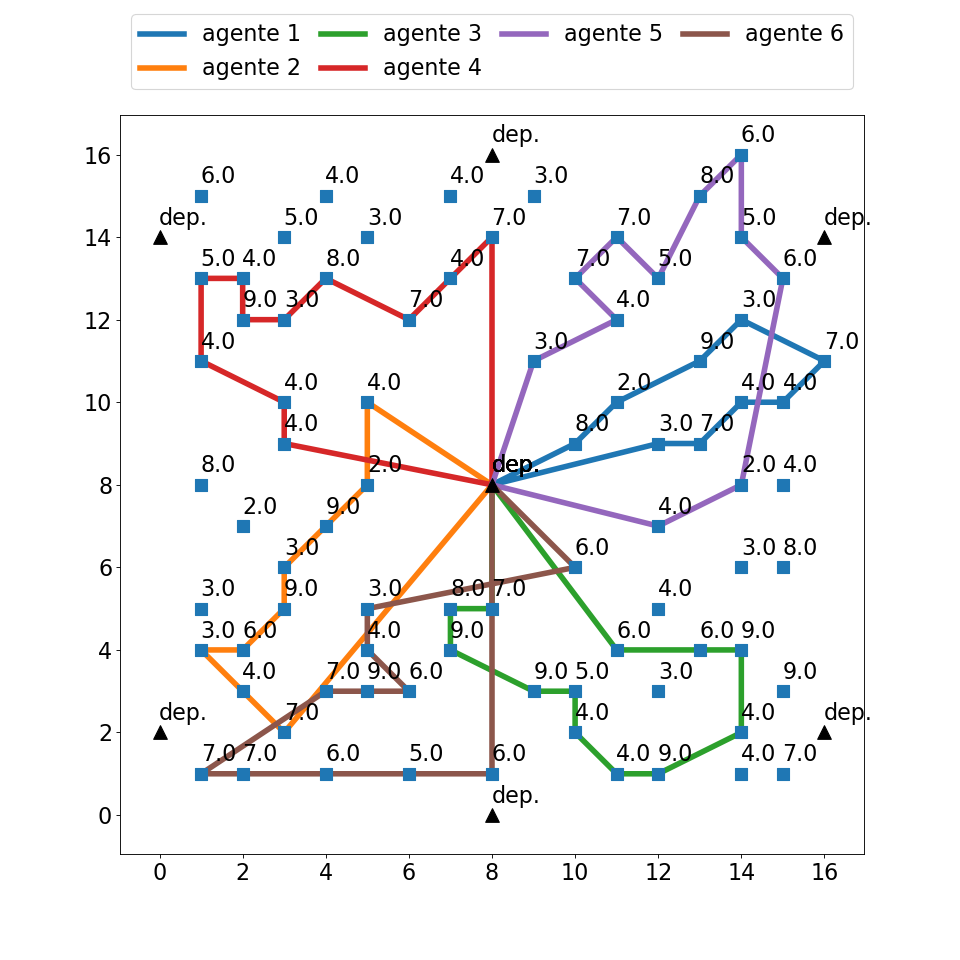 agente 1 agente 3 agente 5 agente 6
agente 2 agente 4
dep.
16 6.0
6.0 4.0 4.0 3.0 8.0
dep. 5.0 3.0 7.0 7.0 5.0 dep.
14
5.0 4.0 8.0 4.0 7.0 5.0 6.0
9.0 3.0 7.0 4.0 3.0
12
4.0 3.0 9.0 7.0
4.0 4.0 2.0 4.0 4.0
10
4.0 8.0 3.0 7.0
8.0 2.0 dep. 2.0 4.0
8
2.0 9.0 4.0
3.0 6.0 3.0 8.0
6
3.0 9.0 3.0 8.0 7.0 4.0
3.0 6.0 4.0 9.0 6.0 6.0 9.0
4
4.0 7.0 9.0 6.0 9.0 5.0 3.0 9.0
dep. 7.0 4.0 4.0 dep.
2
7.0 7.0 6.0 5.0 6.0 4.0 9.0 4.0 7.0
dep.
0
0 2 4 6 8 10 12 14 16